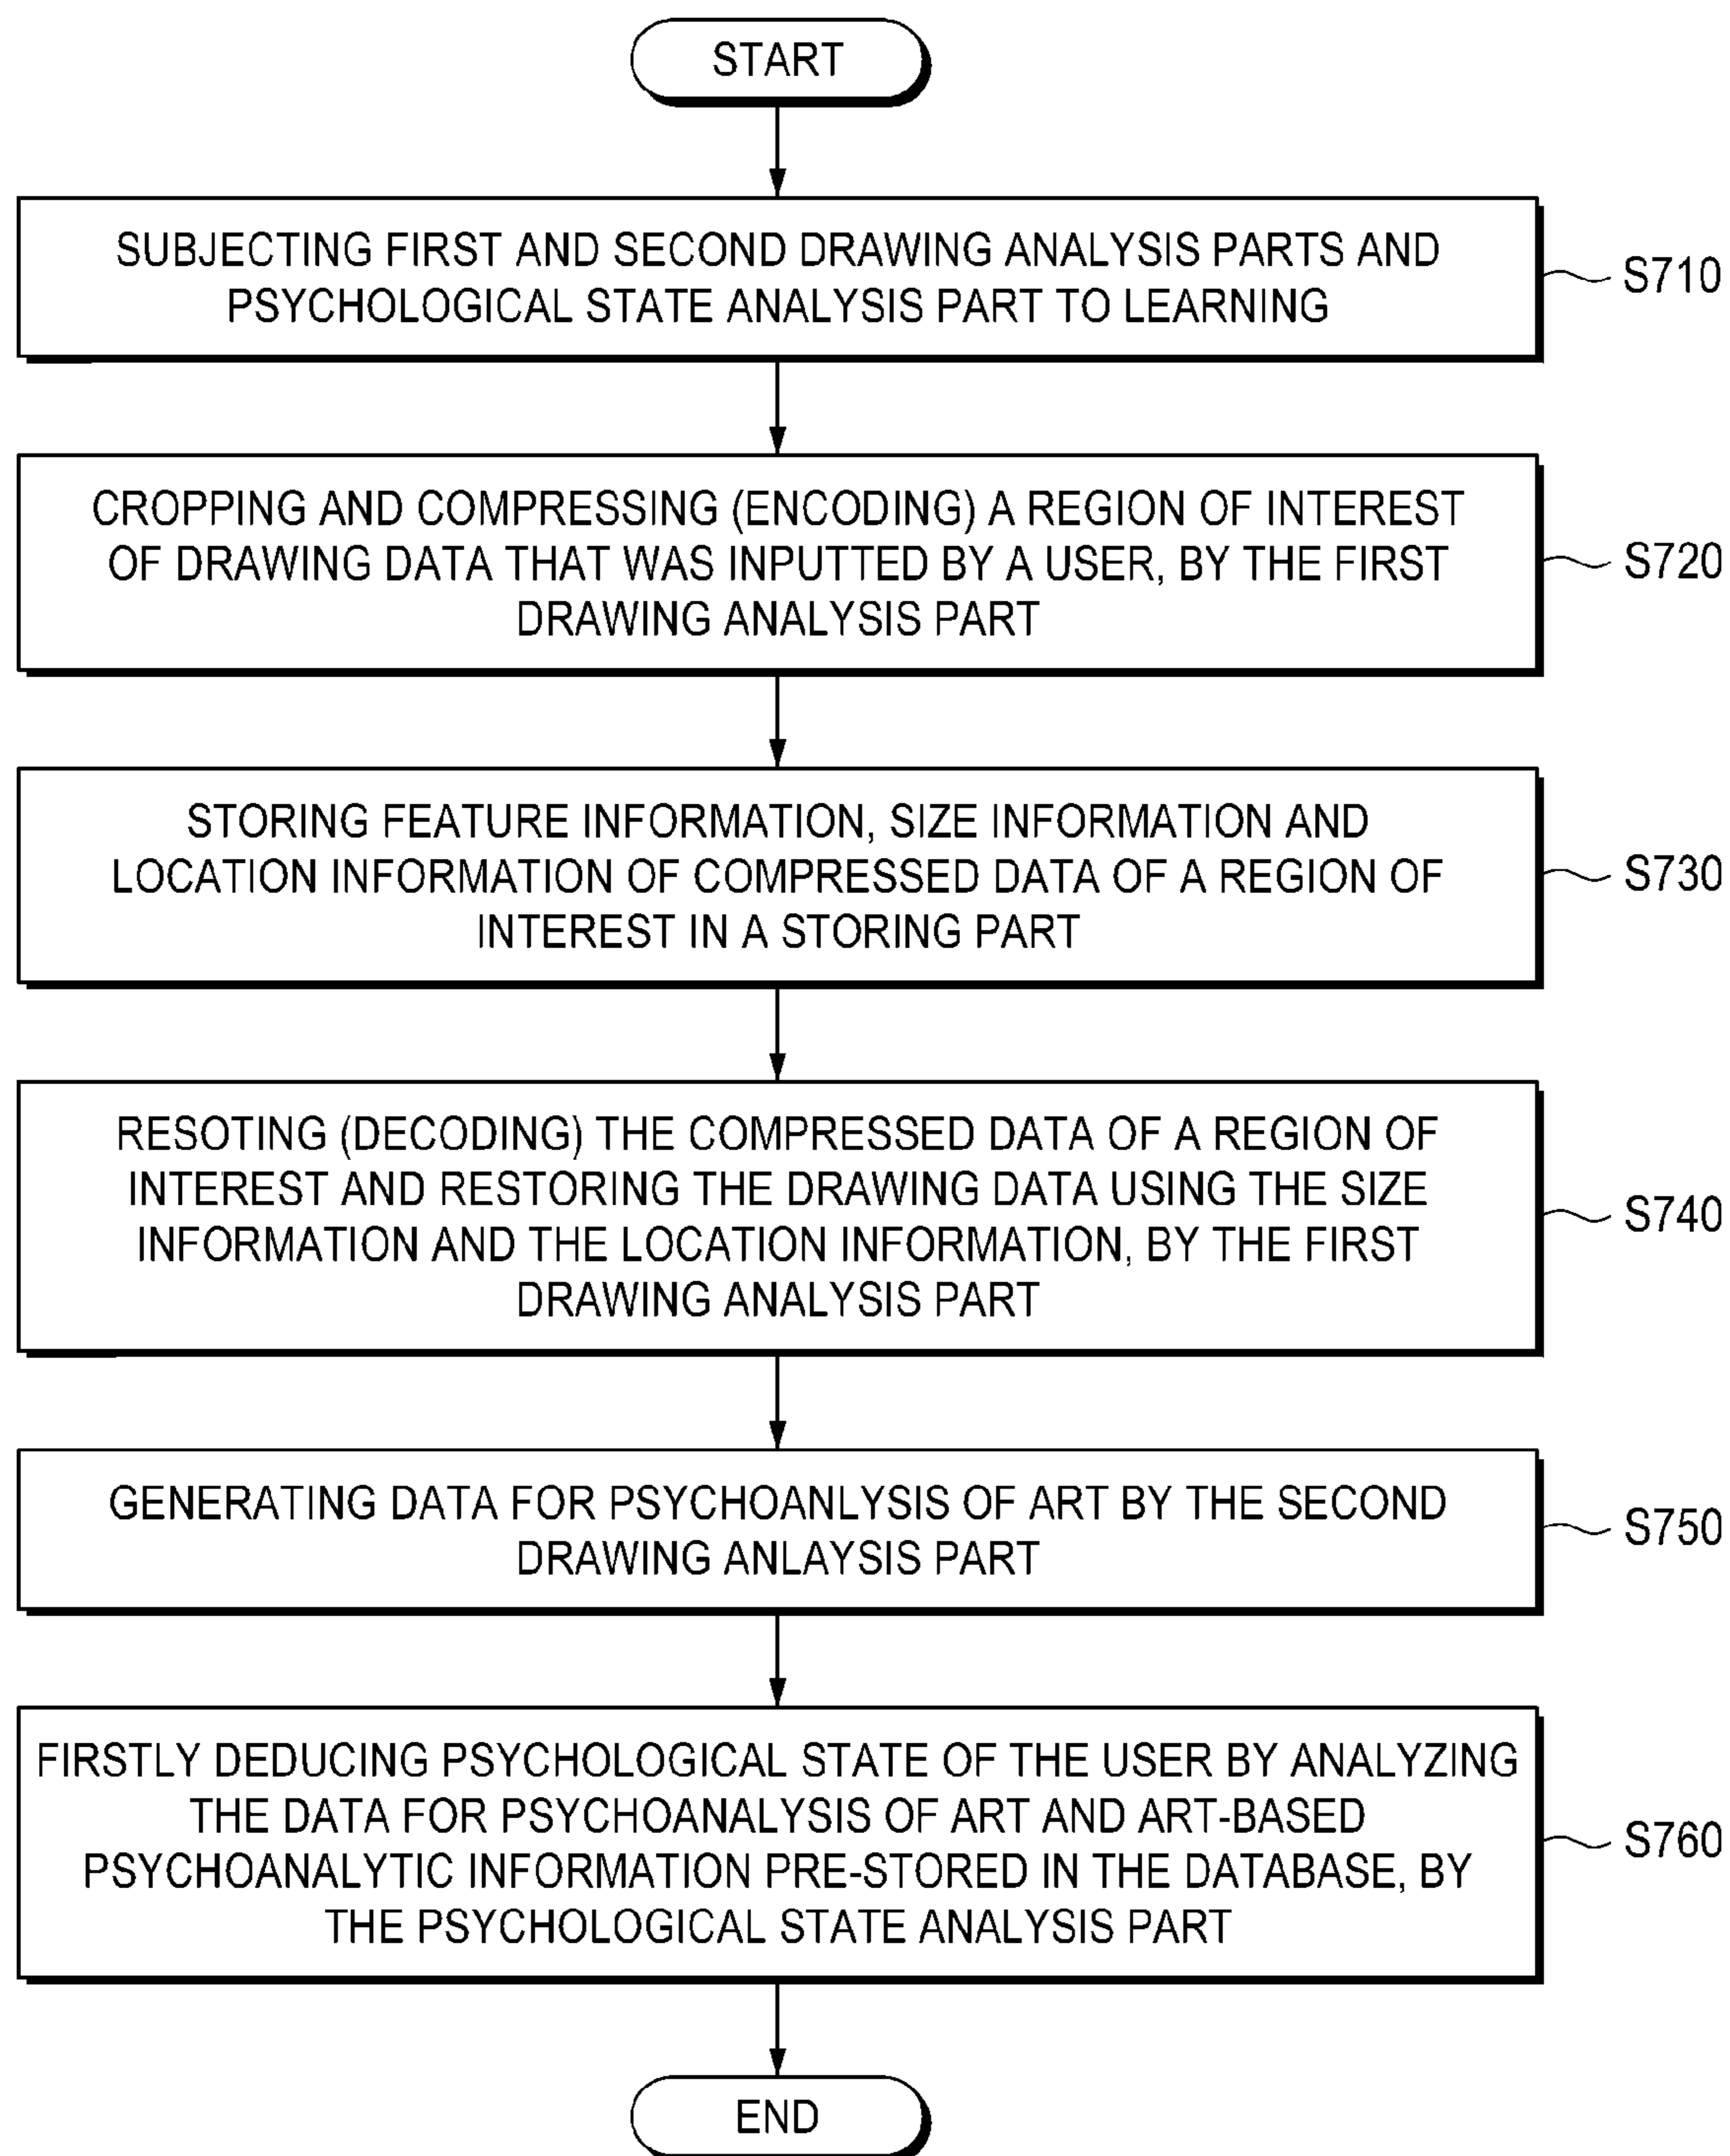 START
SUBJECTING FIRST AND SECOND DRAWING ANALYSIS PARTS AND
PSYCHOLOGICAL STATE ANALYSIS PART TO LEARNING
S710
CROPPING AND COMPRESSING (ENCODING) A REGION OF INTEREST
OF DRAWING DATA THAT WAS INPUTTED BY A USER, BY THE FIRST
DRAWING ANALYSIS PART
S720
STORING FEATURE INFORMATION, SIZE INFORMATION AND
LOCATION INFORMATION OF COMPRESSED DATA OF A REGION OF
INTEREST IN A STORING PART
S730
RESOTING (DECODING) THE COMPRESSED DATA OF A REGION OF
INTEREST AND RESTORING THE DRAWING DATA USING THE SIZE
INFORMATION AND THE LOCATION INFORMATION, BY THE FIRST
DRAWING ANALYSIS PART
S740
GENERATING DATA FOR PSYCHOANLYSIS OF ART BY THE SECOND
DRAWING ANLAYSIS PART
S750
FIRSTLY DEDUCING PSYCHOLOGICAL STATE OF THE USER BY ANALYZING
THE DATA FOR PSYCHOANALYSIS OF ART AND ART-BASED
PSYCHOANALYTIC INFORMATION PRE-STORED IN THE DATABASE, BY
THE PSYCHOLOGICAL STATE ANALYSIS PART
S760
END